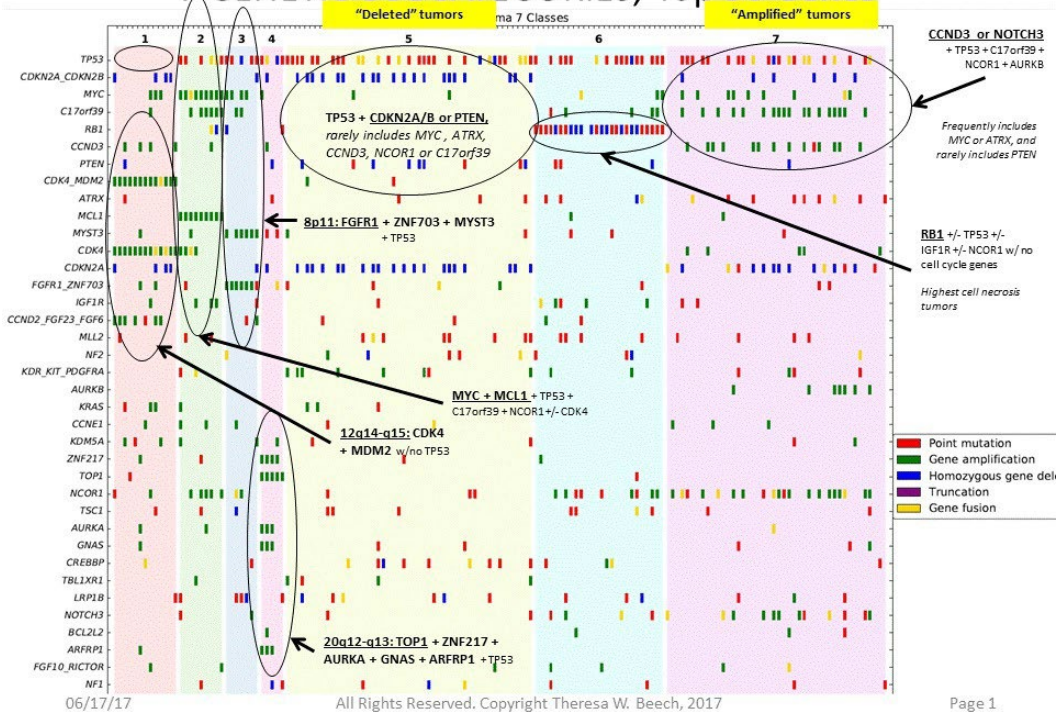 "Deleted" tumors
"Amplified" tumors
ma 7 Classes
1 2 3 4 5 6 7
TP53
CDKN2A_CDKN2B
MYC
C17orf39
RB1
CCND3
PTEN
CDK4_MDM2
ATRX
MCL1
MYST3
CDK4
CDKN2A
FGFR1_ZNF703
IGF1R
CCND2_FGF23_FGF6
MLL2
NF2
KDR_KIT_PDGFRA
AURKB
KRAS
CCNE1
KDM5A
ZNF217
TOP1
NCOR1
TSC1
AURKA
GNAS
CREBBP
TBL1XR1
LRP1B
NOTCH3
BCL2L2
ARFRP1
FGF10_RICTOR
NF1
TP53 + CDKN2A/B or PTEN,
rarely includes MYC , ATRX,
CCND3, NCOR1 or C17orf39
8p11: FGFR1 + ZNF703 + MYST3
+ TP53
MYC + MCL1 + TP53 +
C17orf39 + NCOR1 +/- CDK4
12q14-q15: CDK4
+ MDM2 w/no TP53
20q12-q13: TOP1 + ZNF217 +
AURKA + GNAS + ARFRP1 +TP53
CCND3 or NOTCH3
+ TP53 + C17orf39 +
NCOR1 + AURKB
Frequently includes
MYC or ATRX, and
rarely includes PTEN
RB1 +/- TP53 +/-
IGF1R +/- NCOR1 w/ no
cell cycle genes
Highest cell necrosis
tumors
Point mutation
Gene amplification
Homozygous gene dele
Truncation
Gene fusion
06/17/17
All Rights Reserved. Copyright Theresa W. Beech, 2017
Page 1